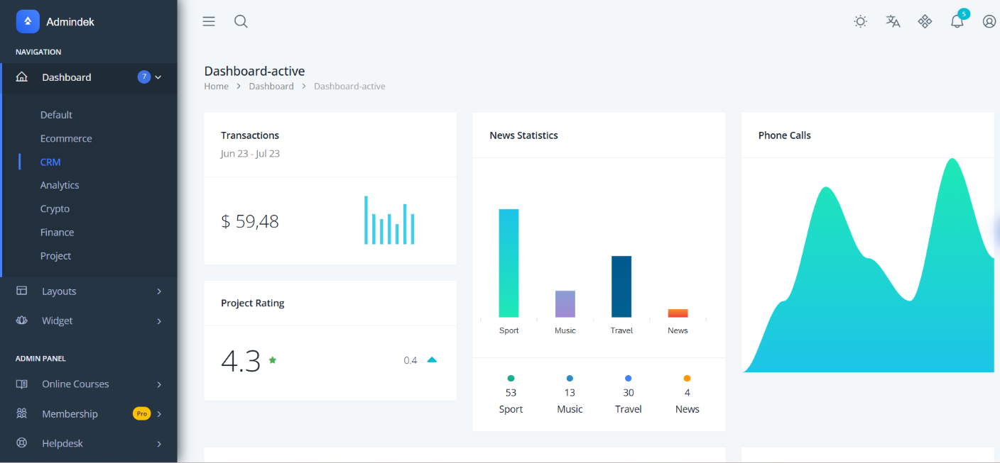 Admindek
NAVIGATION
Dashboard 7
Default
Ecommerce
CRM
Analytics
Crypto
Finance
Project
Layouts
Widget
ADMIN PANEL
Online Courses
Membership Pro
Helpdesk
5
Dashboard-active
Home > Dashboard > Dashboard-active
Transactions
Jun 23 - Jul 23
$ 59,48
Project Rating
4.3 0.4
News Statistics
Sport Music Travel News
53 13 30 4
Sport Music Travel News
Phone Calls